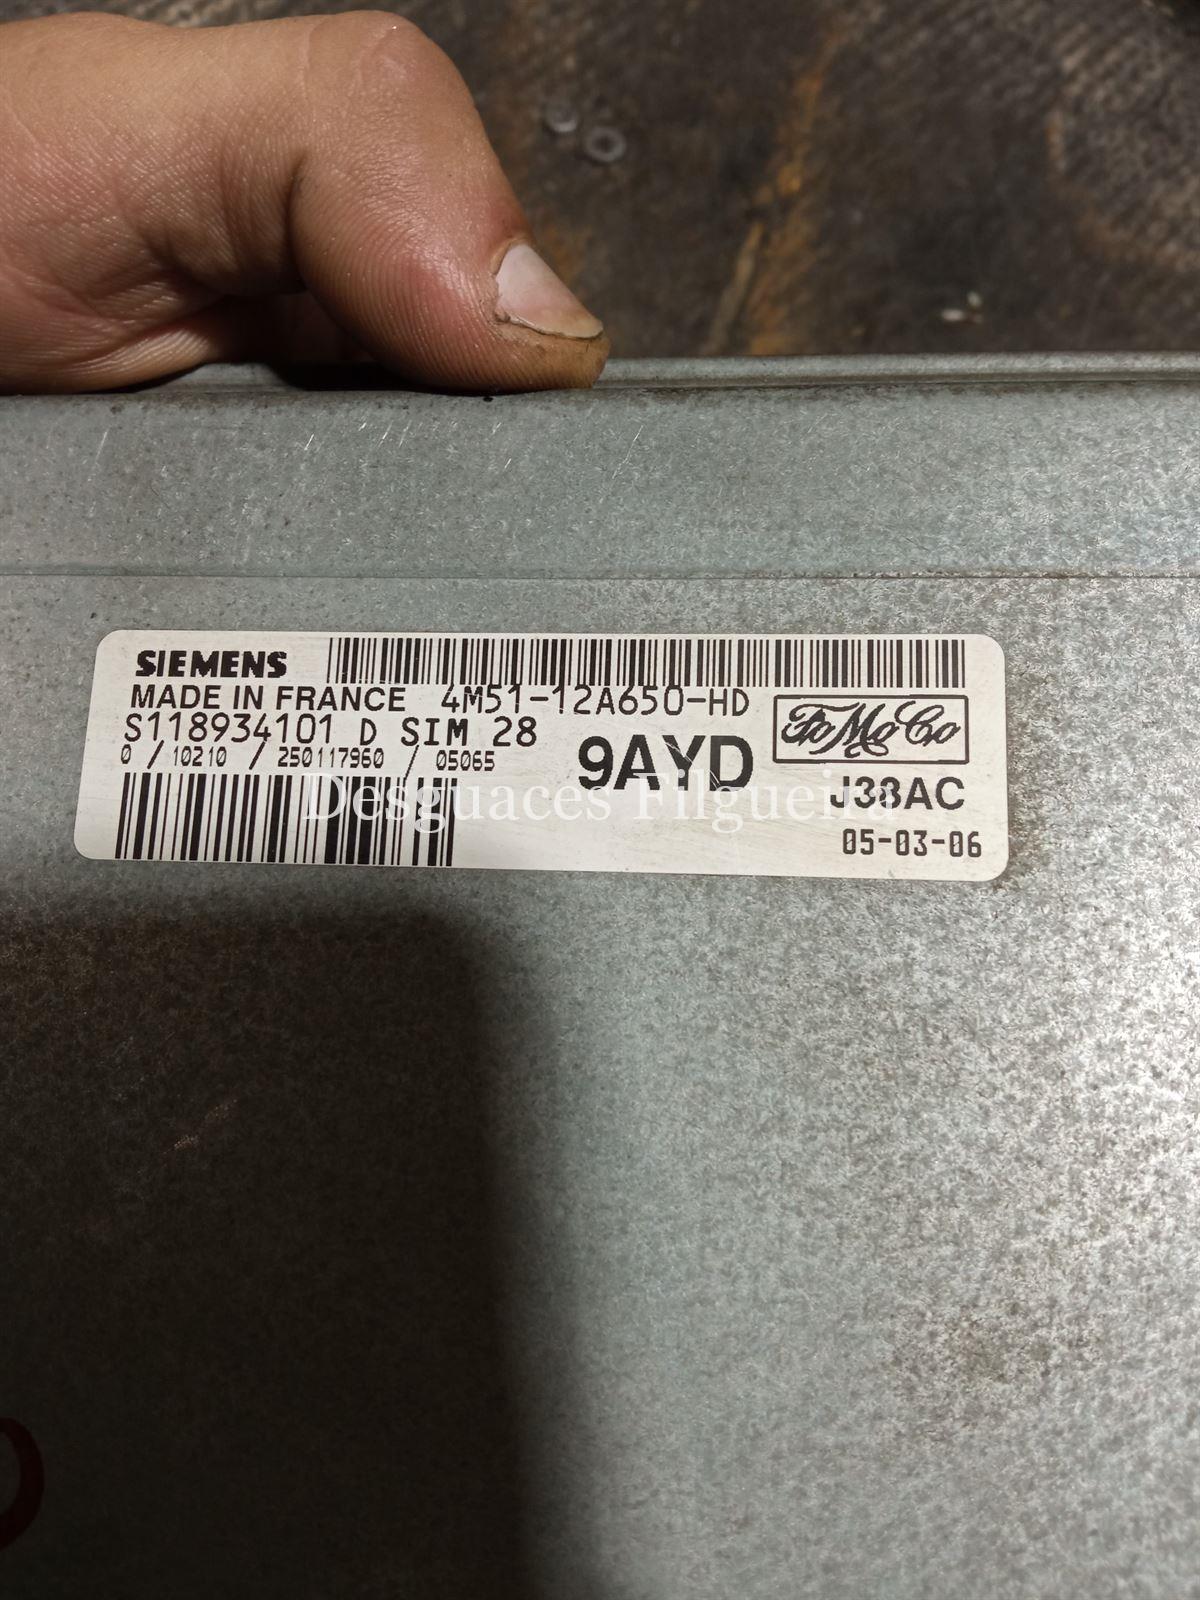 SIEMENS
MADE IN FRANCE 4M51-12A650-HD
S118934101 D SIM 28
0 / 10210 / 250117960 / 05065
9AYD
FoMoCo
J38AC
05-03-06
Desguaces Filgueira